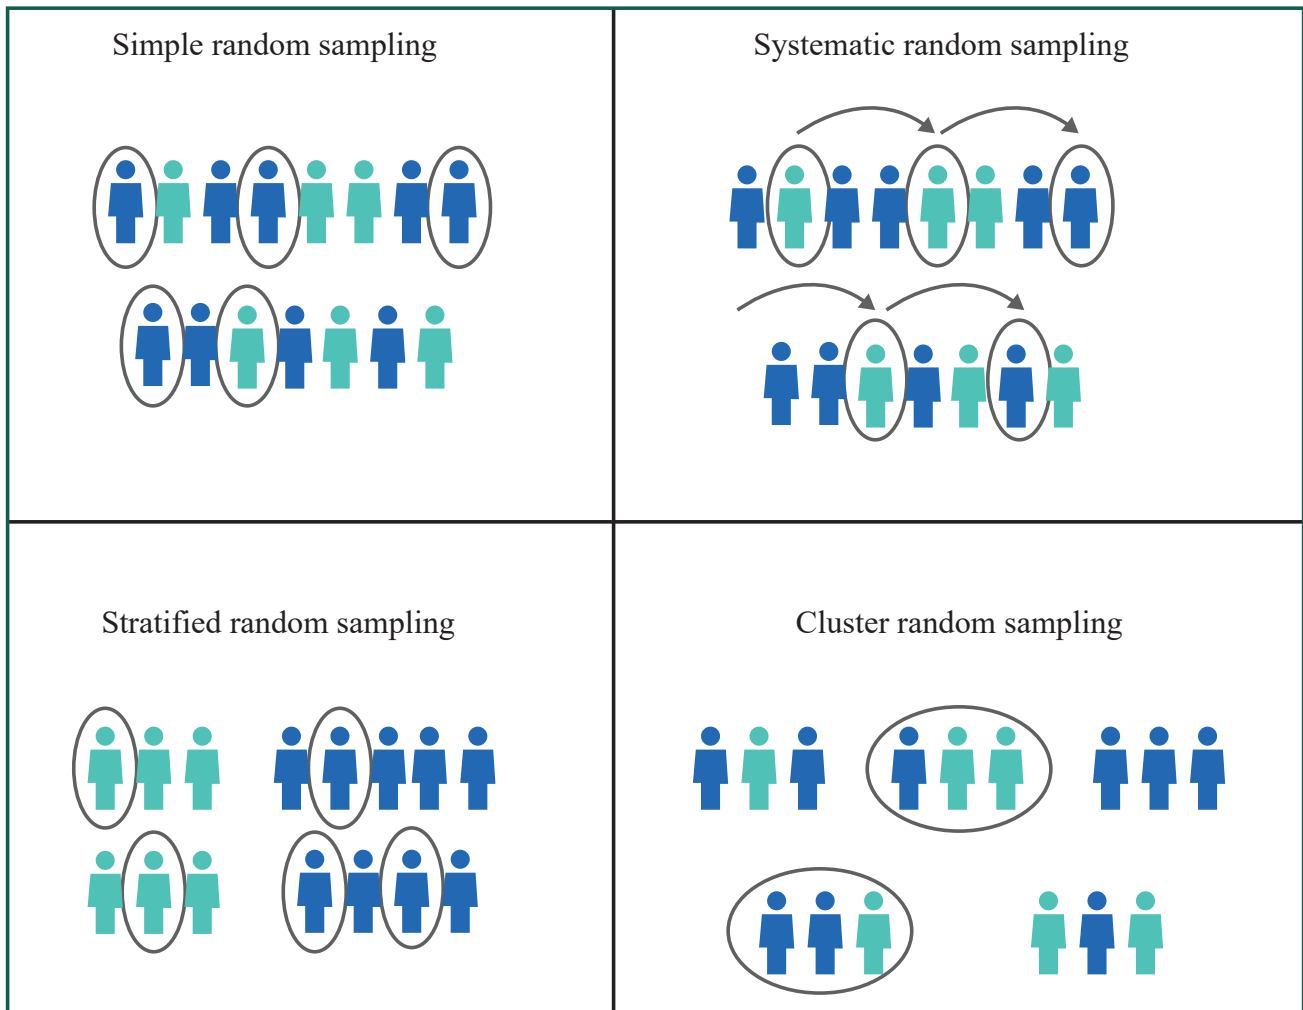 Simple random sampling
Systematic random sampling
Stratified random sampling
Cluster random sampling